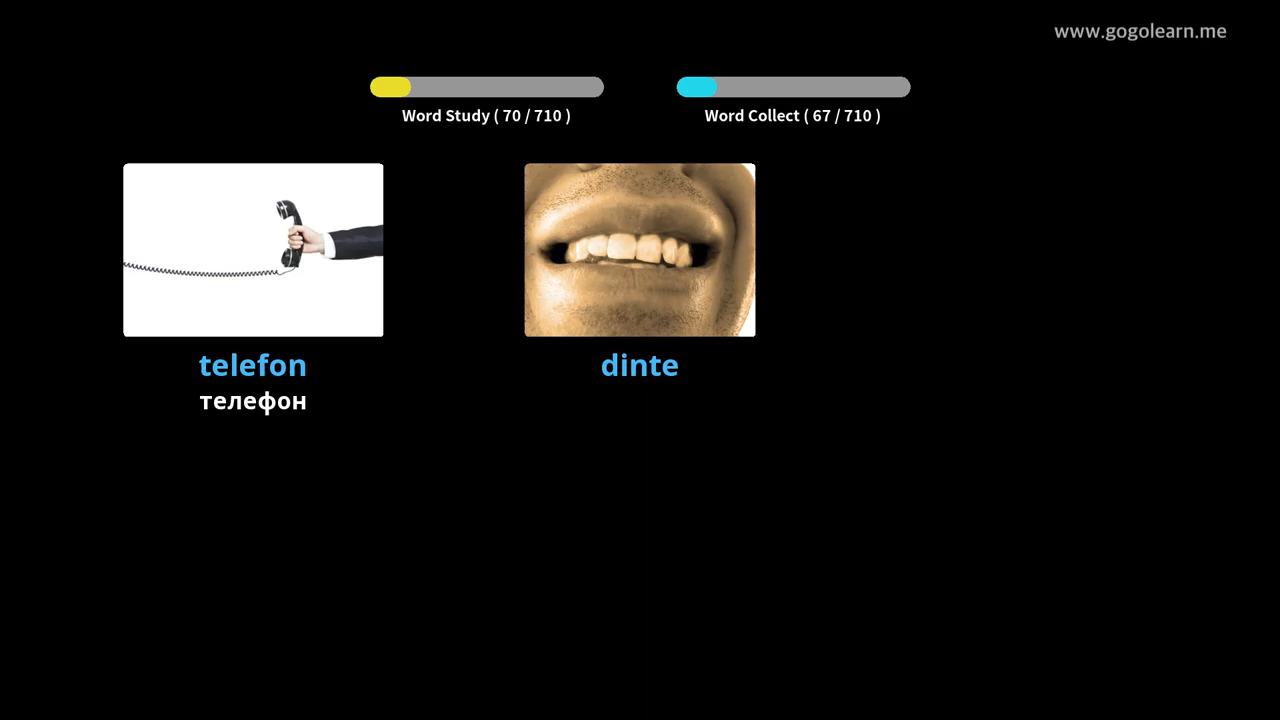 www.gogolearn.me
Word Study ( 70 / 710 )
Word Collect ( 67 / 710 )
telefon
телефон
dinte